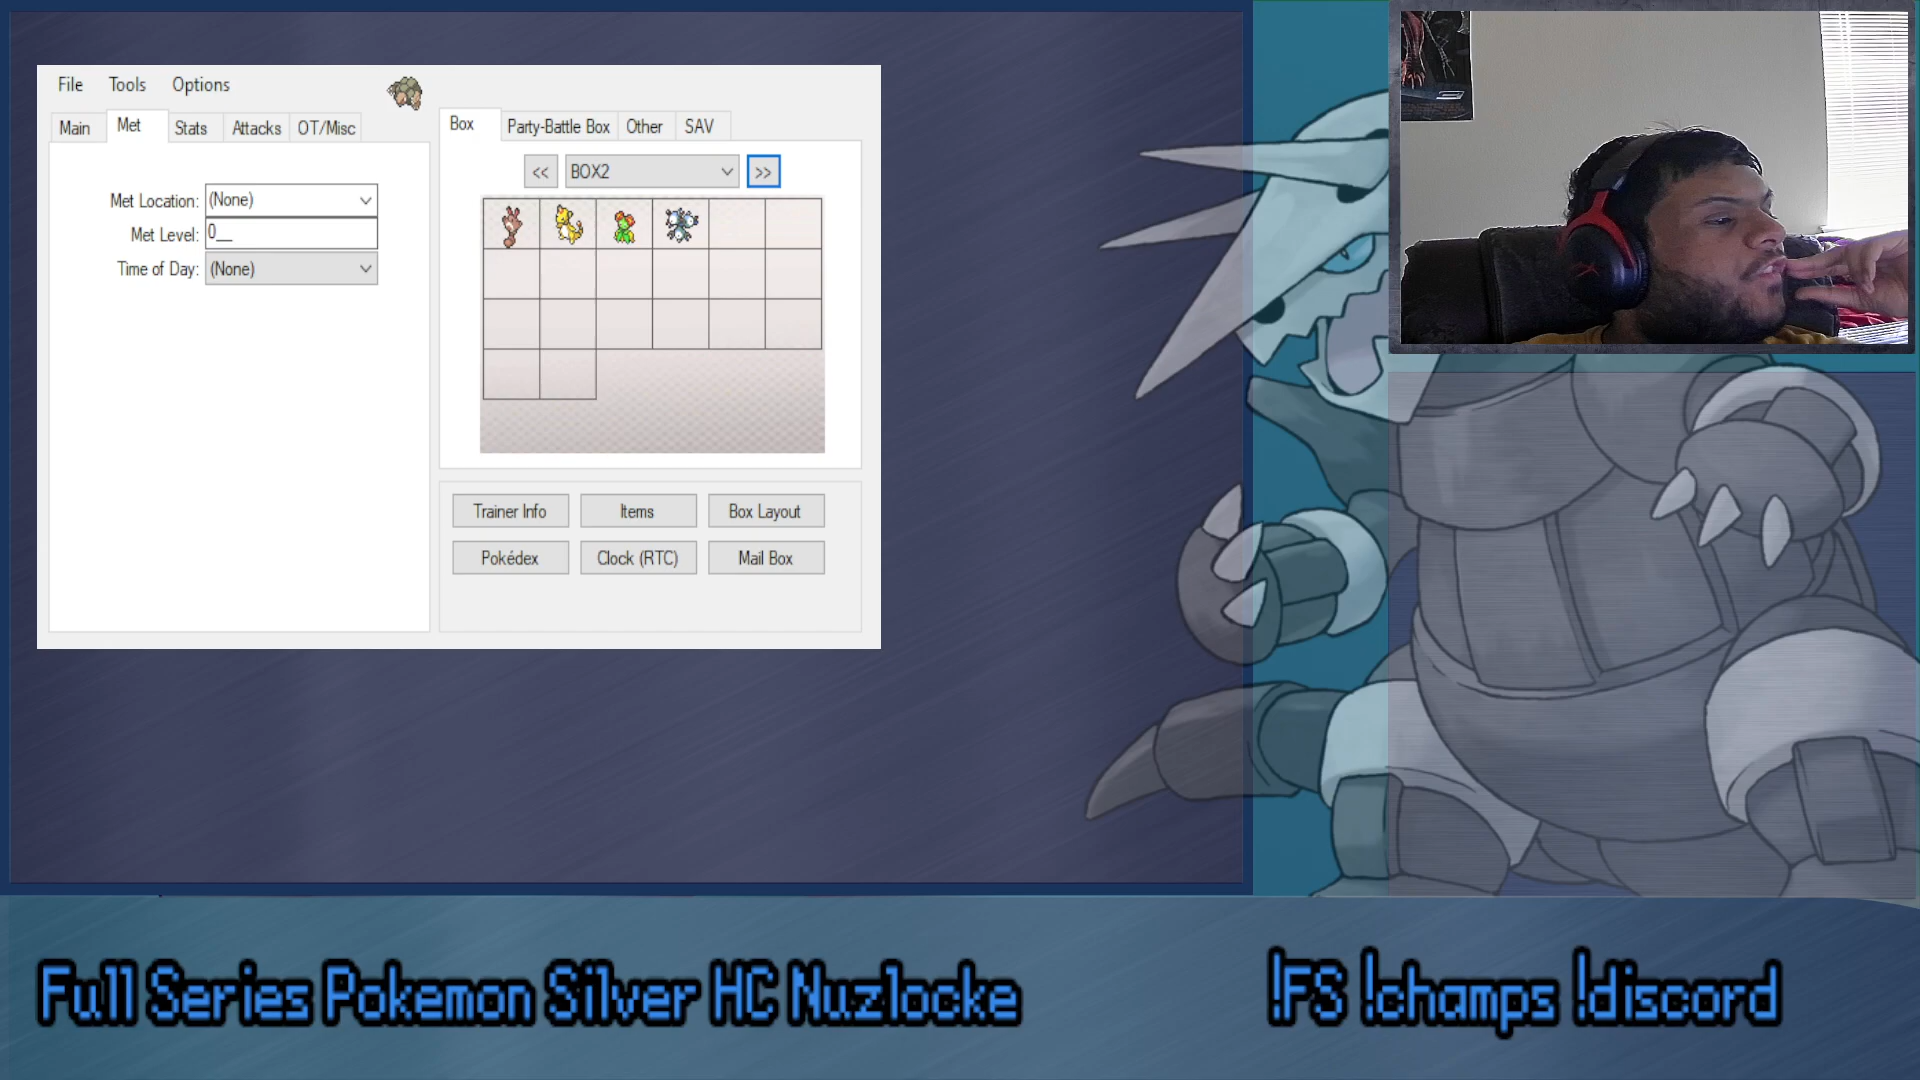 File Tools Options
Main Met Stats Attacks OT/Misc
Met Location: (None)
Met Level: 0__
Time of Day: (None)
Box Party-Battle Box Other SAV
<< BOX2 >>
Trainer Info Items Box Layout
Pokédex Clock (RTC) Mail Box
Full Series Pokemon Silver HC Nuzlocke
!FS !champs !discord